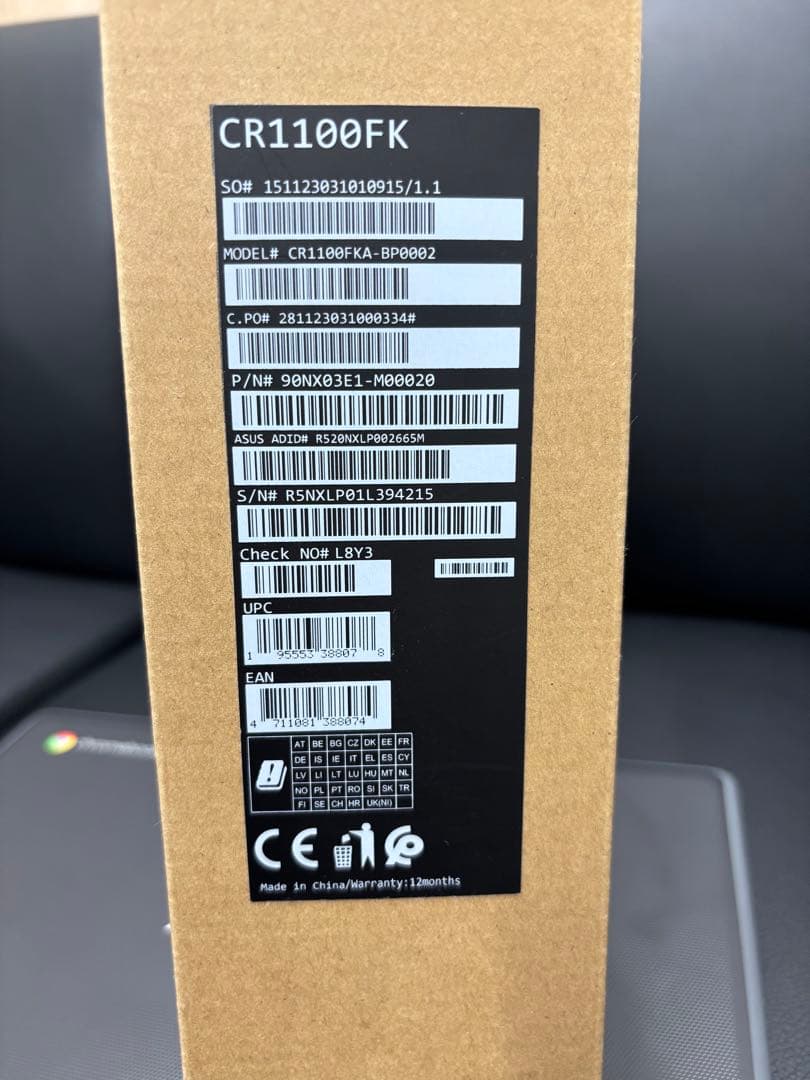 CR1100FK
SO# 151123031010915/1.1
MODEL# CR1100FKA-BP0002
C.PO# 281123031000334#
P/N# 90NX03E1-M00020
ASUS ADID# R520NXLP002665M
S/N# R5NXLP01L394215
Check NO# L8Y3
UPC
1 95553 38807 8
EAN
4 711081 388074
AT BE BG CZ DK EE FR
DE IS IE IT EL ES CY
LV LI LT LU HU MT NL
NO PL PT RO SI SK TR
FI SE CH HR UK(NI)
CE
Made in China/Warranty:12months